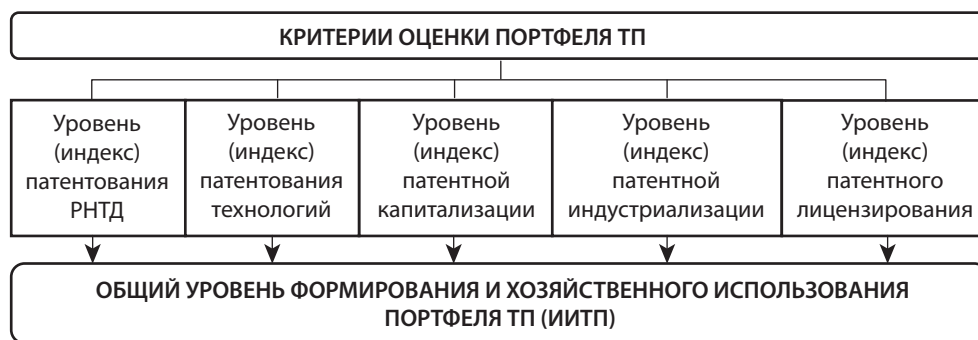 КРИТЕРИИ ОЦЕНКИ ПОРТФЕЛЯ ТП
Уровень
(индекс)
патентования
РНТД
Уровень
(индекс)
патентования
технологий
Уровень
(индекс)
патентной
капитализации
Уровень
(индекс)
патентной
индустриализации
Уровень
(индекс)
патентного
лицензирования
ОБЩИЙ УРОВЕНЬ ФОРМИРОВАНИЯ И ХОЗЯЙСТВЕННОГО ИСПОЛЬЗОВАНИЯ
ПОРТФЕЛЯ ТП (ИИТП)